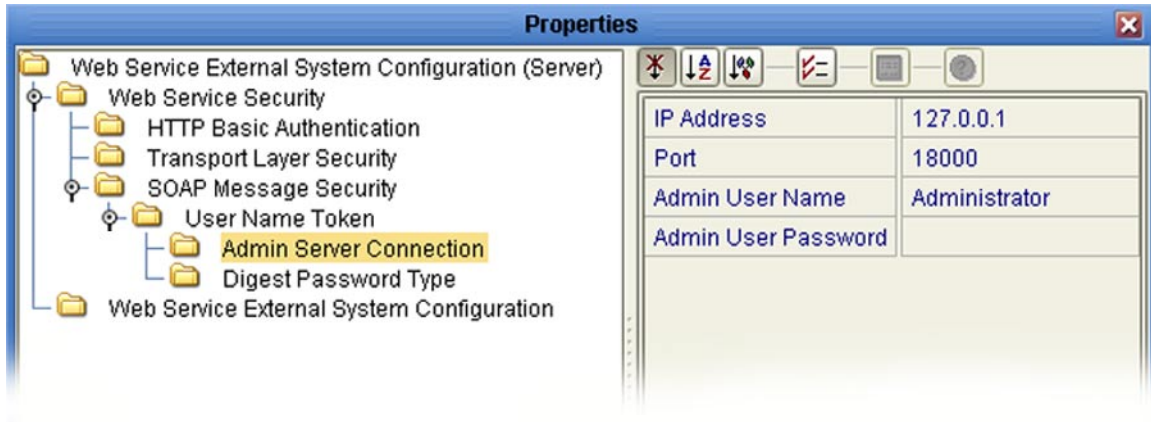 Properties
Web Service External System Configuration (Server)
Web Service Security
HTTP Basic Authentication
Transport Layer Security
SOAP Message Security
User Name Token
Admin Server Connection
Digest Password Type
Web Service External System Configuration
A
Z
?
IP Address 127.0.0.1
Port 18000
Admin User Name Administrator
Admin User Password